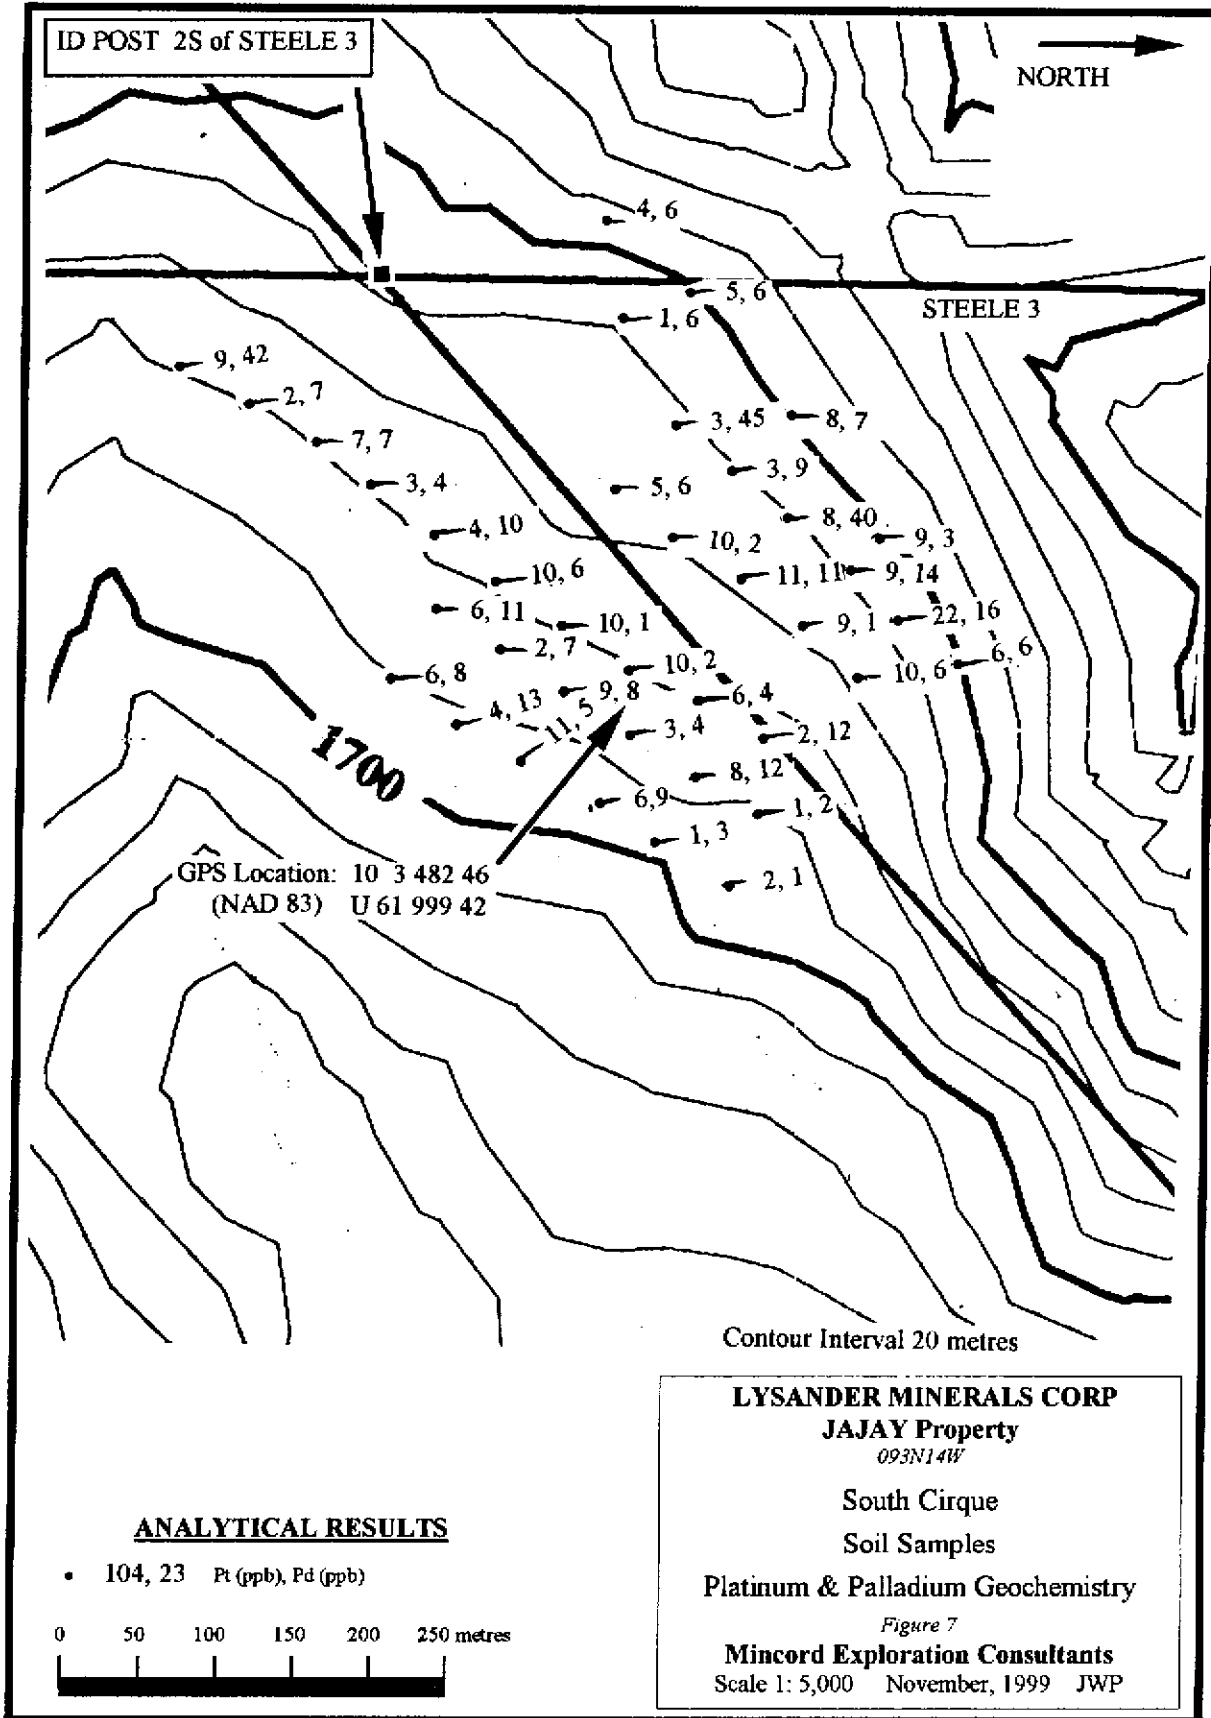 ID POST 2S of STEELE 3
NORTH
4, 6
5, 6
STEELE 3
1, 6
9, 42
2, 7
3, 45
8, 7
7, 7
3, 9
3, 4
5, 6
8, 40
4, 10
10, 2
9, 3
10, 6
11, 11
9, 14
6, 11
10, 1
9, 1
22, 16
2, 7
10, 2
6, 6
6, 8
9, 8
6, 4
10, 6
4, 13
11, 5
3, 4
2, 12
1700
8, 12
6,9
1, 2
1, 3
2, 1
GPS Location: 10 3 482 46
(NAD 83) U 61 999 42
Contour Interval 20 metres
LYSANDER MINERALS CORP
JAJAY Property
093N14W
South Cirque
Soil Samples
Platinum & Palladium Geochemistry
Figure 7
Mincord Exploration Consultants
Scale 1: 5,000 November, 1999 JWP
ANALYTICAL RESULTS
104, 23 Pt (ppb), Pd (ppb)
0 50 100 150 200 250 metres